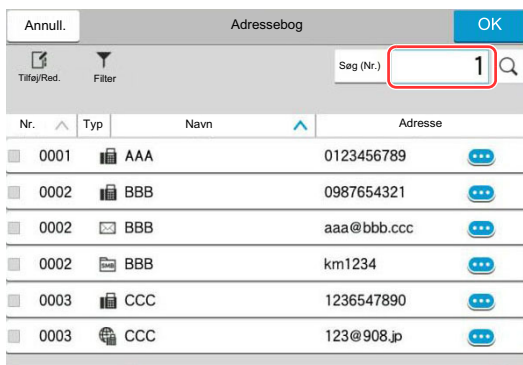 Annull. Adressebog OK
Tilføj/Red. Filter Søg (Nr.) 1
Nr. Typ Navn Adresse
0001 AAA 0123456789
0002 BBB 0987654321
0002 BBB aaa@bbb.ccc
0002 SMB BBB km1234
0003 CCC 1236547890
0003 CCC 123@908.jp